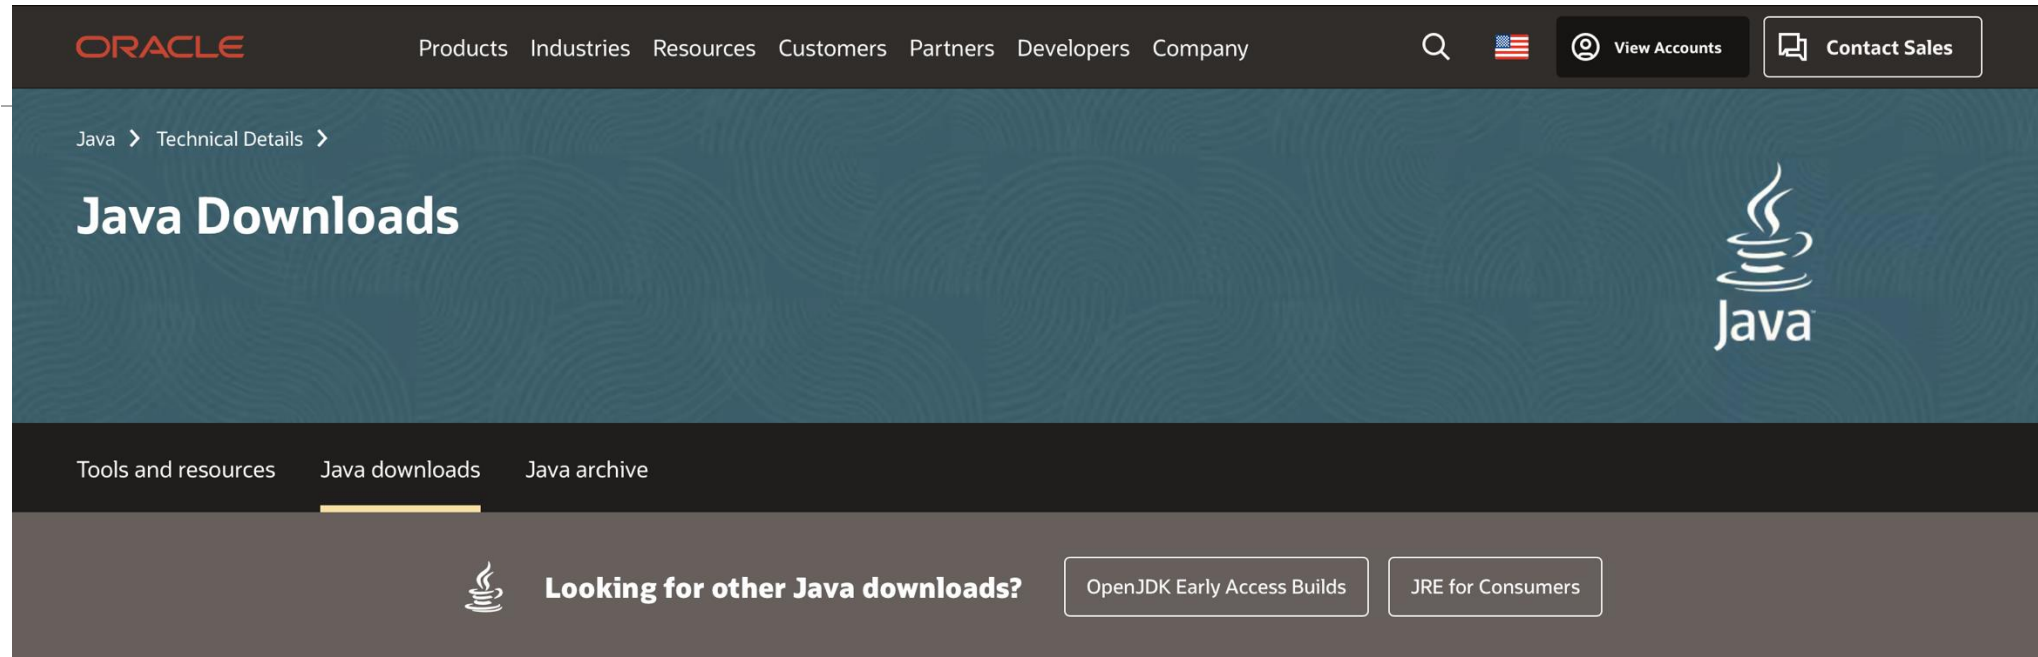 ORACLE Products Industries Resources Customers Partners Developers Company View Accounts Contact Sales
Java > Technical Details >
Java Downloads
Java
Tools and resources Java downloads Java archive
Looking for other Java downloads? OpenJDK Early Access Builds JRE for Consumers